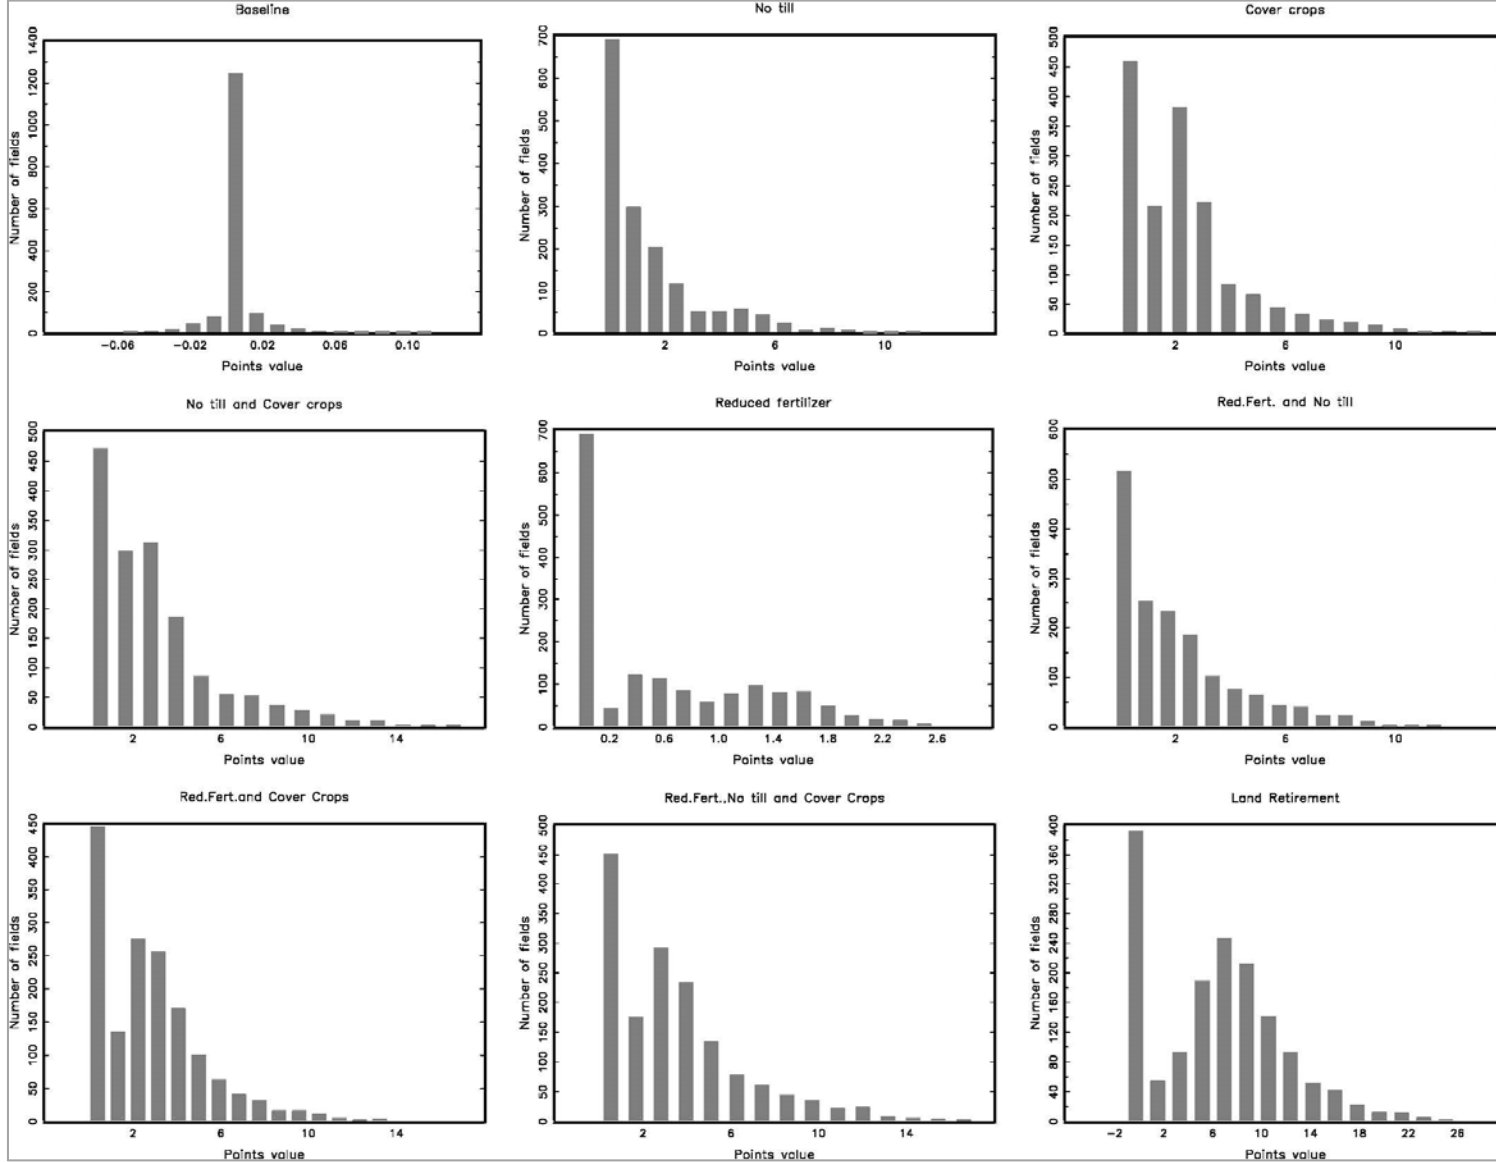 Baseline
Number of fields
0 200 400 600 800 1000 1200 1400
-0.06 -0.02 0.02 0.06 0.10
Points value
No till
Number of fields
0 100 200 300 400 500 600 700
2 6 10
Points value
Cover crops
Number of fields
0 50 100 150 200 250 300 350 400 450 500
2 6 10
Points value
No till and Cover crops
Number of fields
0 50 100 150 200 250 300 350 400 450 500
2 6 10 14
Points value
Reduced fertilizer
Number of fields
0 100 200 300 400 500 600 700
0.2 0.6 1.0 1.4 1.8 2.2 2.6
Points value
Red.Fert. and No till
Number of fields
0 100 200 300 400 500 600
2 6 10
Points value
Red.Fert.and Cover Crops
Number of fields
0 50 100 150 200 250 300 350 400 450
2 6 10 14
Points value
Red.Fert.,No till and Cover Crops
Number of fields
0 50 100 150 200 250 300 350 400 450 500
2 6 10 14
Points value
Land Retirement
Number of fields
0 40 80 120 160 200 240 280 320 360 400
-2 2 6 10 14 18 22 26
Points value